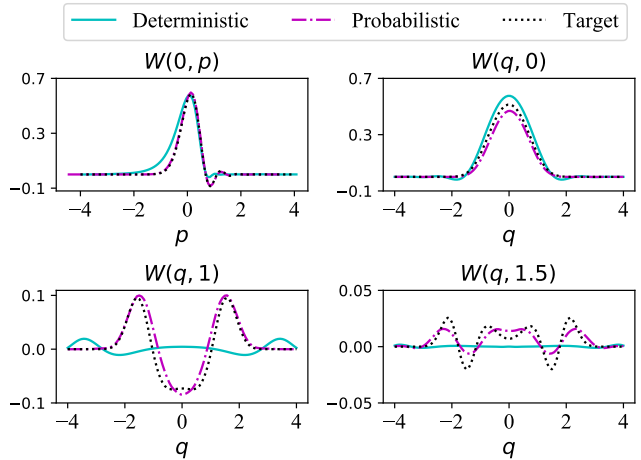 Deterministic Probabilistic Target
W(0, p) W(q, 0)
0.7 0.7
0.3 0.3
−0.1 −0.1
−4 −2 0 2 4 −4 −2 0 2 4
p q
W(q, 1) W(q, 1.5)
0.1 0.05
0.0 0.00
−0.1 −0.05
−4 −2 0 2 4 −4 −2 0 2 4
q q